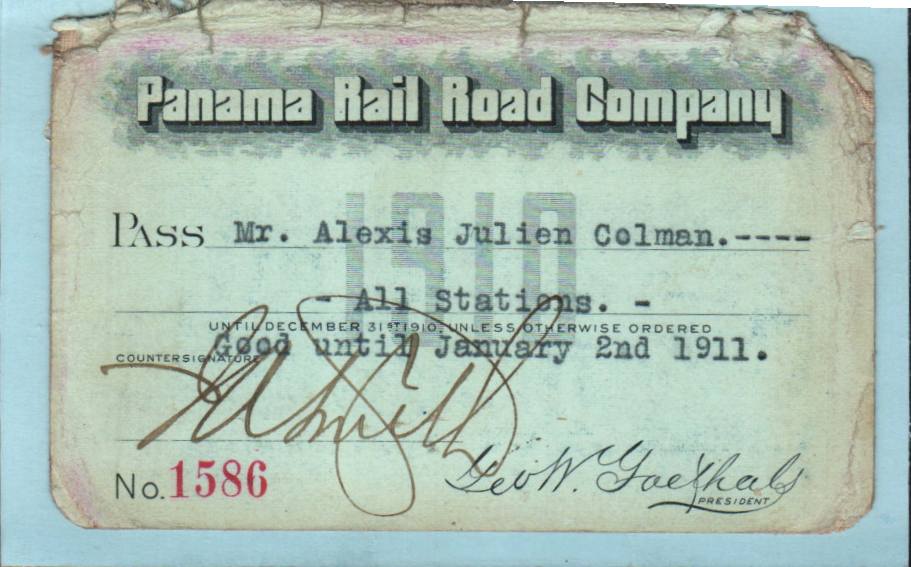 Panama Rail Road Company
1910
PASS Mr. Alexis Julien Colman.----
- All Stations. -
UNTIL DECEMBER 31ST 1910, UNLESS OTHERWISE ORDERED
Good until January 2nd 1911.
COUNTERSIGNATURE
Smith
No. 1586
Geo W. Goethals
PRESIDENT